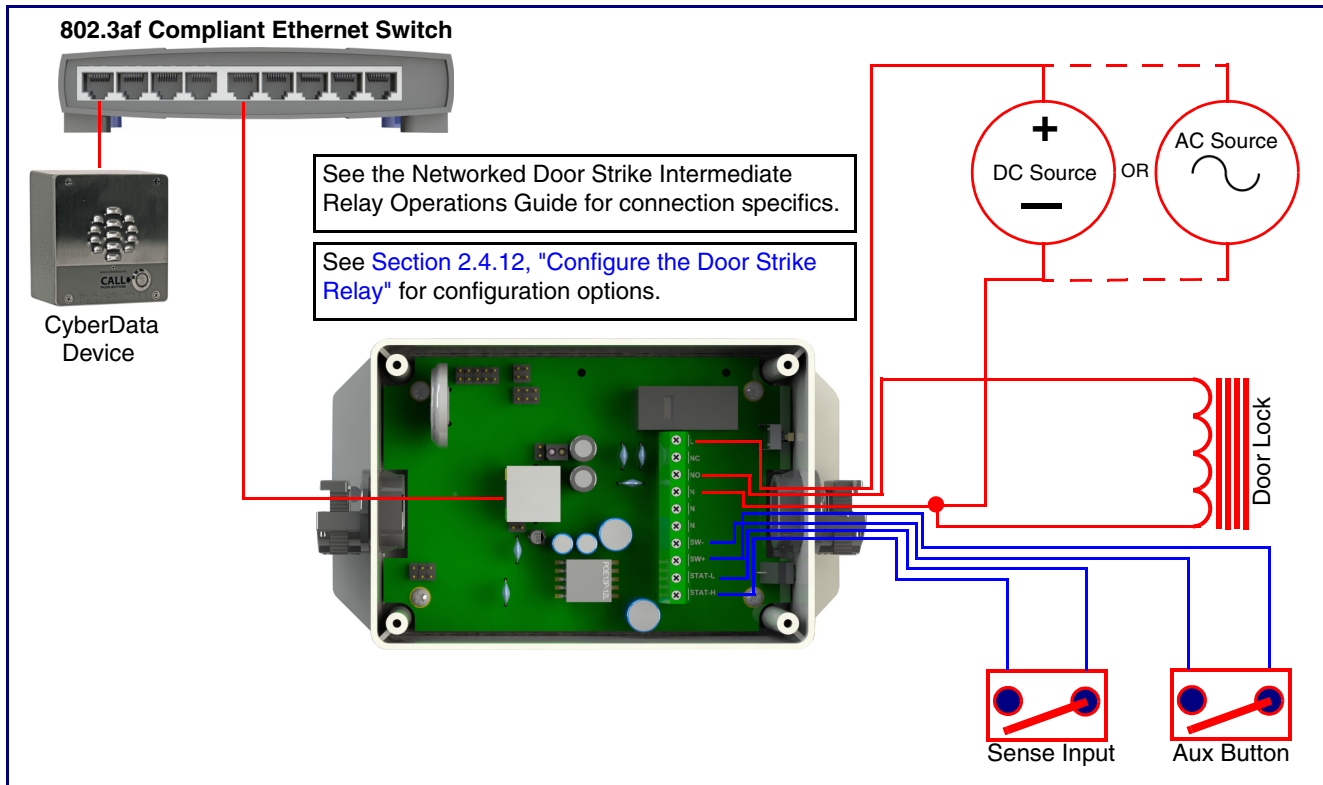 802.3af Compliant Ethernet Switch
CALL
CyberData
Device
See the Networked Door Strike Intermediate
Relay Operations Guide for connection specifics.
See Section 2.4.12, "Configure the Door Strike
Relay" for configuration options.
+
DC Source
—
OR
AC Source
Door Lock
L
NC
NO
N
N
N
SW-
SW+
STAT-L
STAT-H
Sense Input
Aux Button